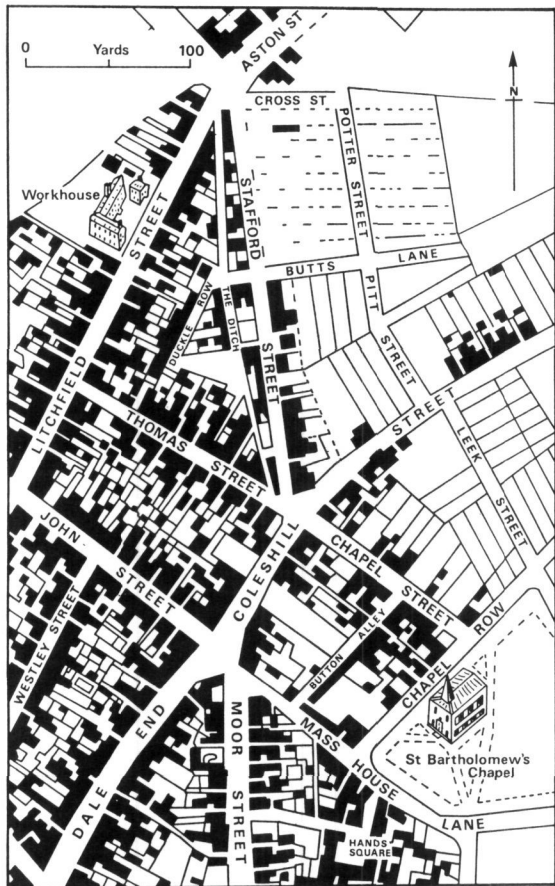 0 Yards 100
ASTON ST
N
CROSS ST
POTTER STREET
STAFFORD STREET
Workhouse
LITCHFIELD STREET
BUTTS LANE
DUCKLE ROW
THE DITCH
PITT STREET
COLESHILL STREET
LEEK STREET
THOMAS STREET
JOHN STREET
CHAPEL STREET
BUTTON ALLEY
CHAPEL ROW
WESTLEY STREET
DALE END
MOOR STREET
MASS HOUSE LANE
St Bartholomew's
Chapel
HANDS
SQUARE